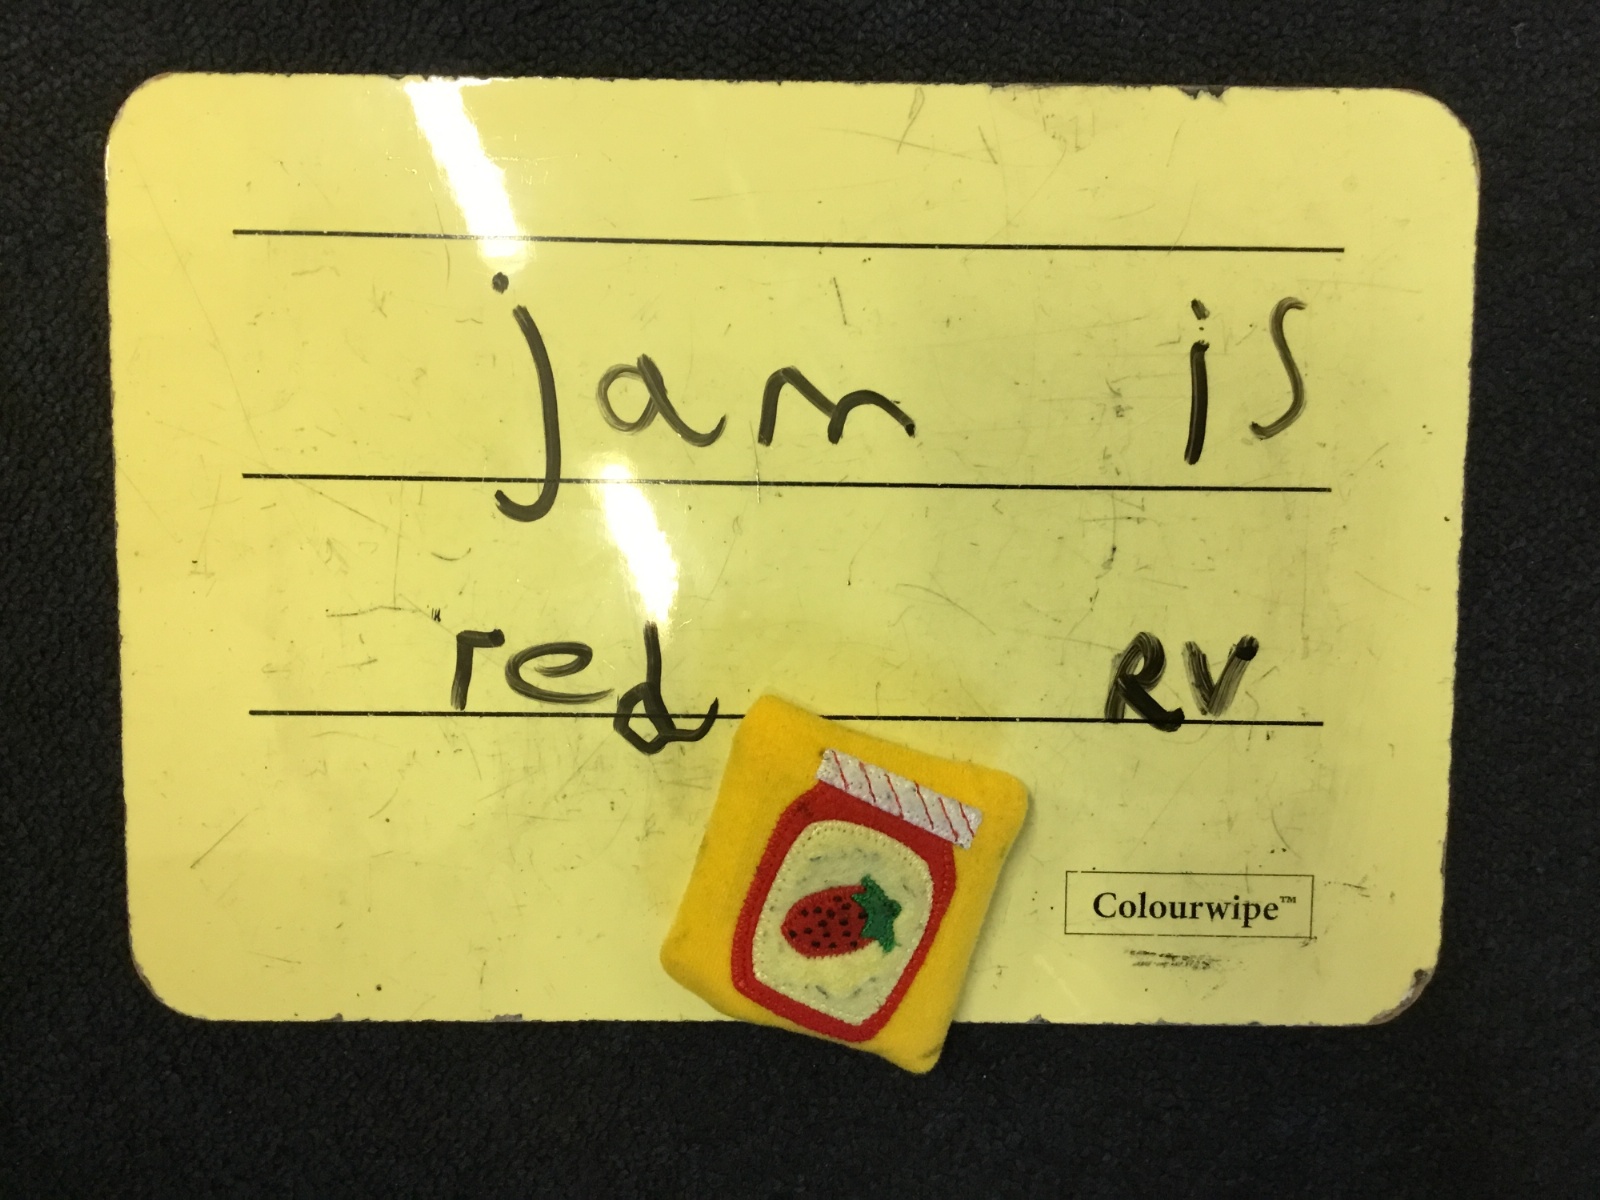 jam is
red RV
Colourwipe™